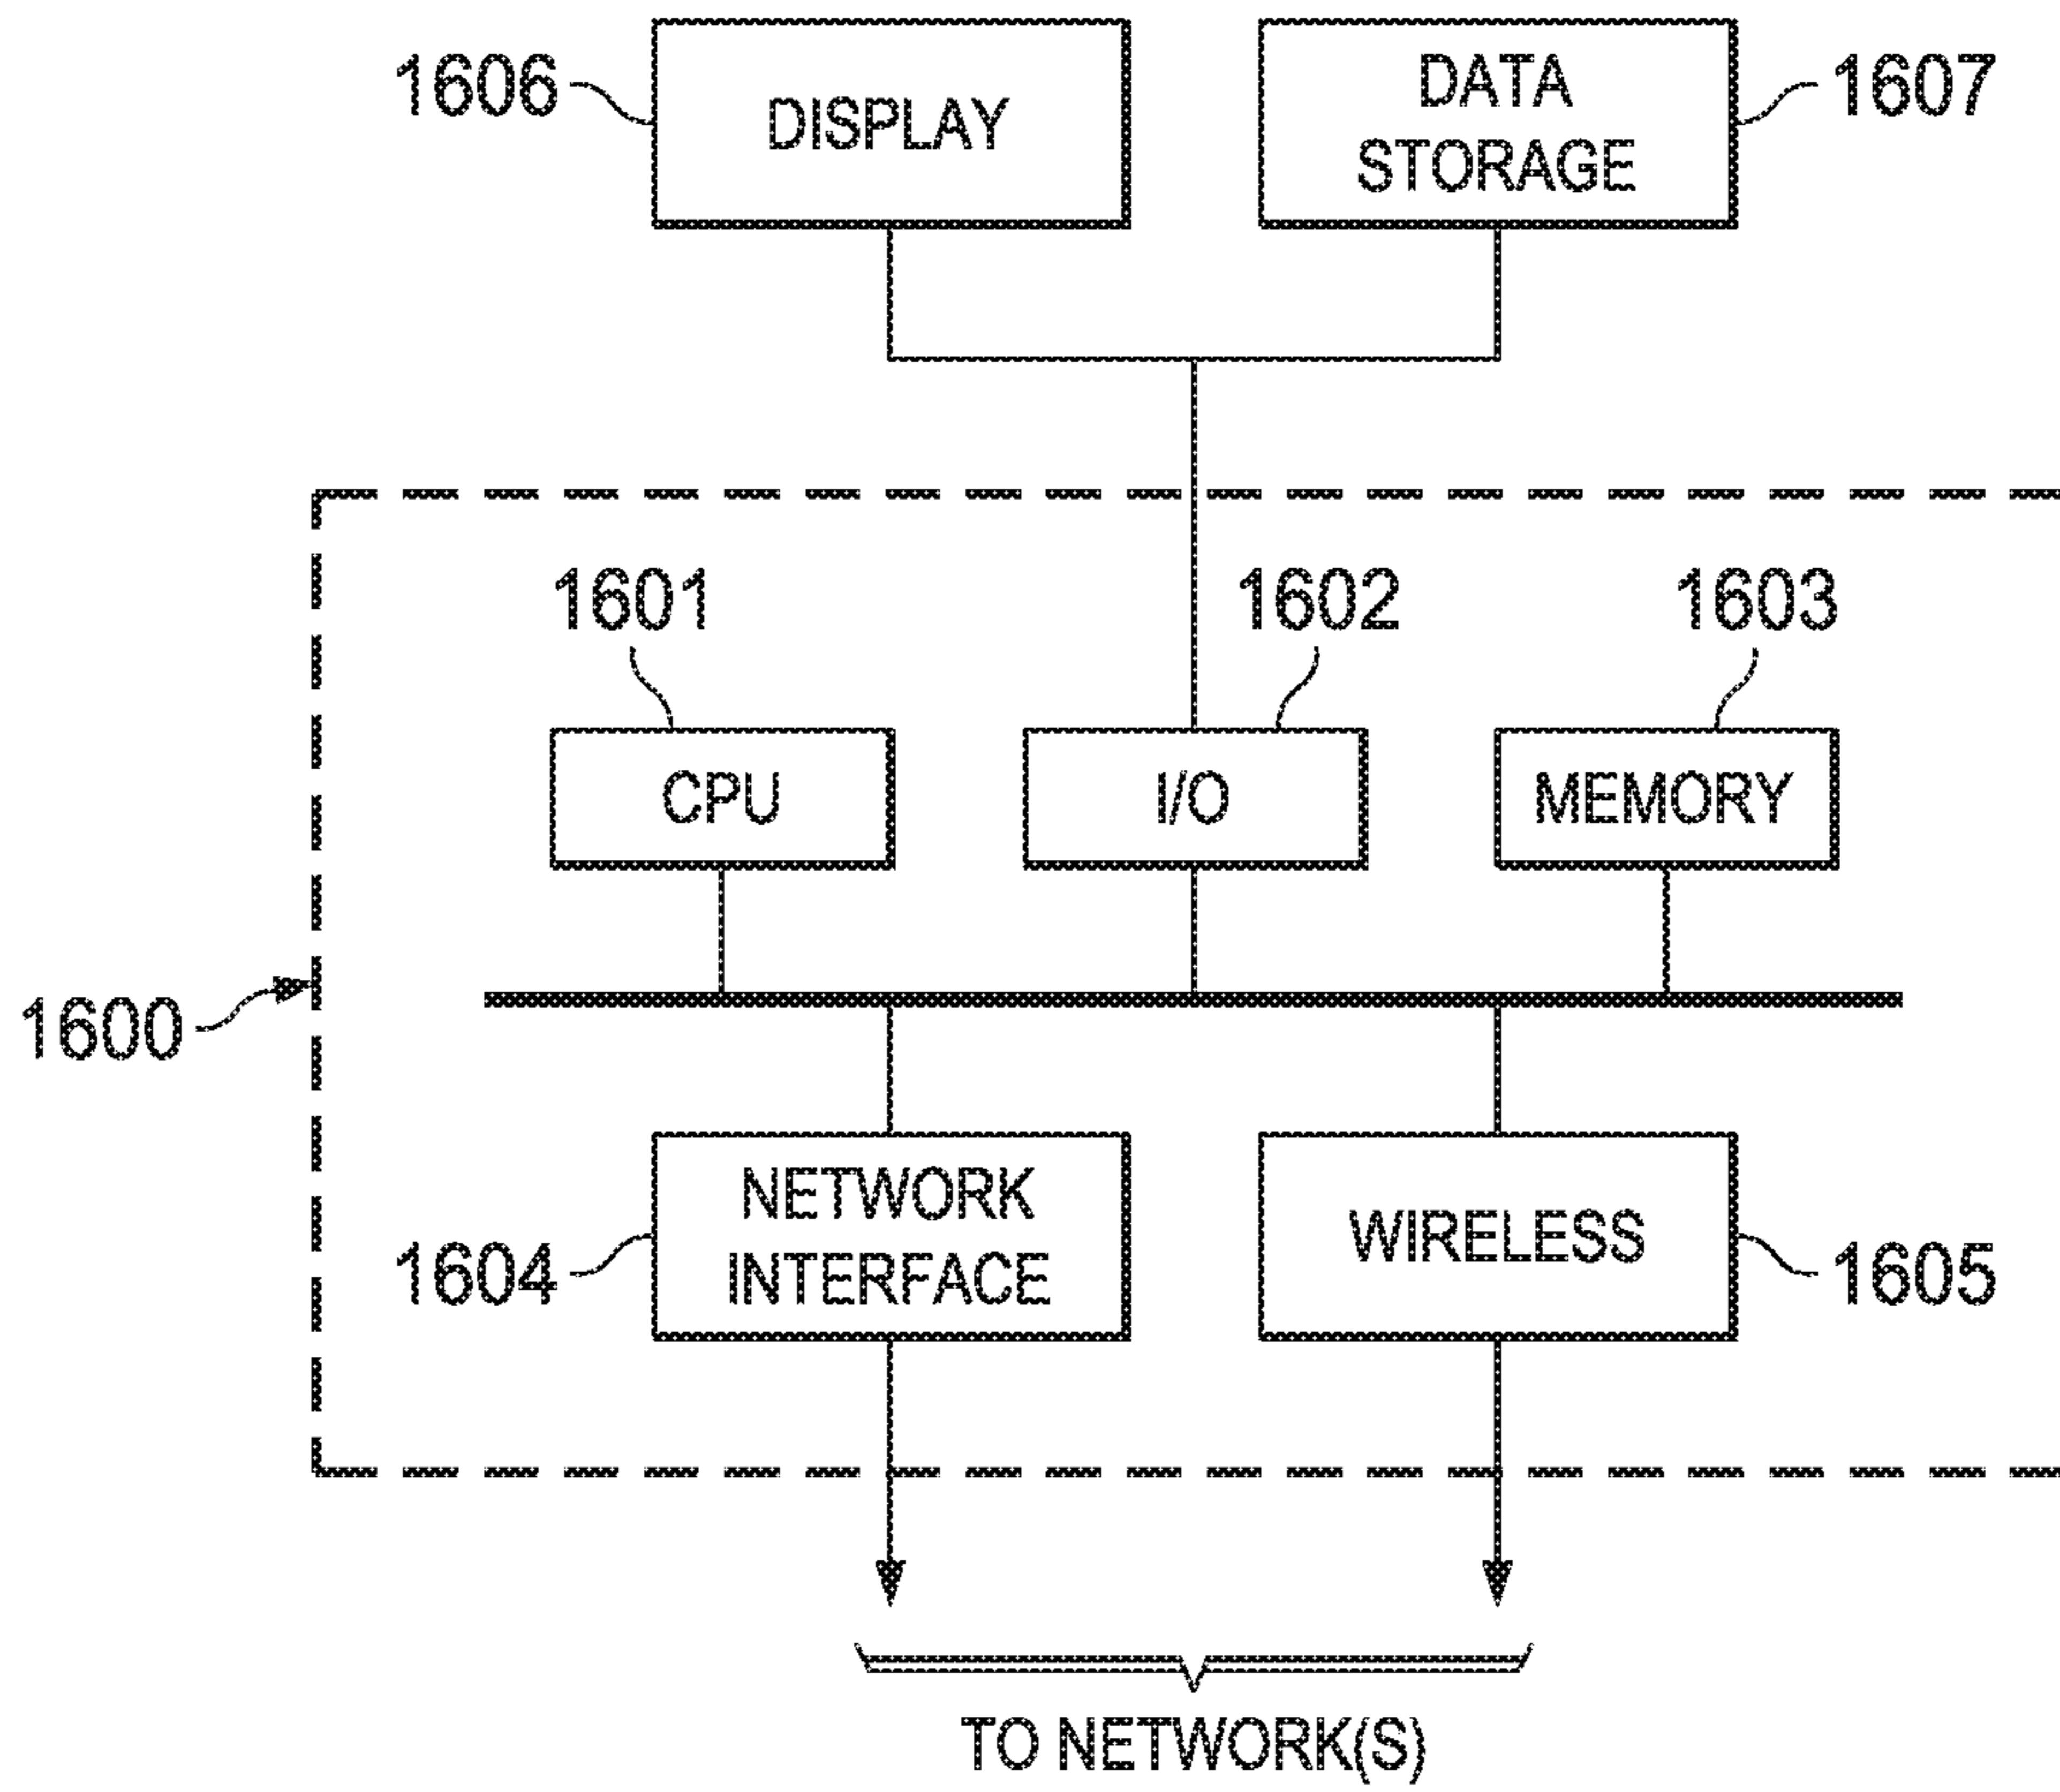 1606
DISPLAY
DATA
STORAGE
1607
1601
1602
1603
CPU
I/O
MEMORY
1600
NETWORK
INTERFACE
1604
WIRELESS
1605
TO NETWORK(S)